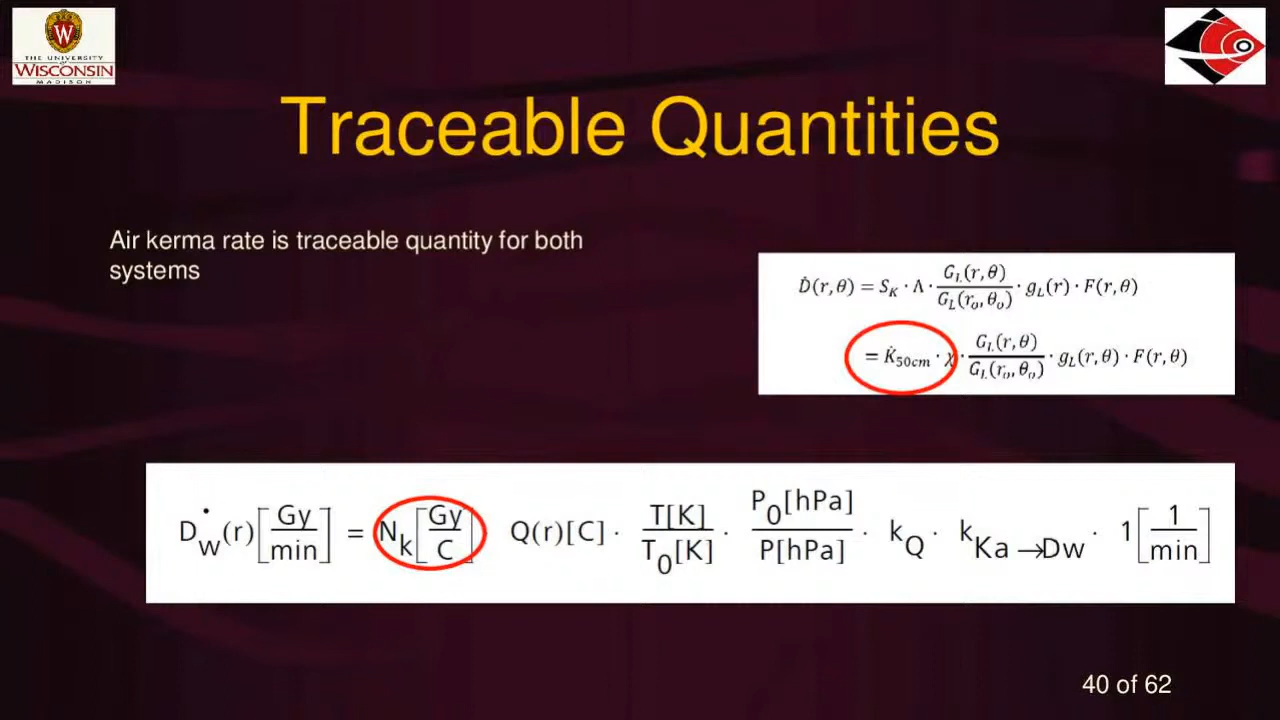 THE UNIVERSITY
of
WISCONSIN
MADISON
Traceable Quantities
Air kerma rate is traceable quantity for both
systems
Ḋ(r,θ) = S_K · Λ · G_L(r,θ)/G_L(r_o,θ_o) · g_L(r) · F(r,θ)
= K̇_50cm · χ · G_L(r,θ)/G_L(r_o,θ_o) · g_L(r,θ) · F(r,θ)
Ḋ_w(r)[Gy/min] = N_k[Gy/C] Q(r)[C] · T[K]/T_0[K] · P_0[hPa]/P[hPa] · k_Q · k_Ka→Dw · 1[1/min]
40 of 62